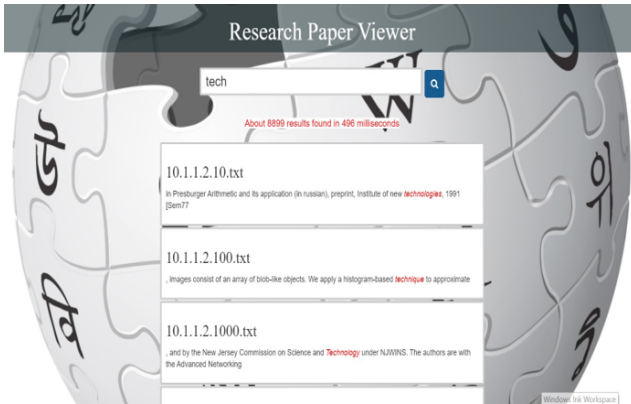 Research Paper Viewer
tech
About 8899 results found in 496 milliseconds
10.1.1.2.10.txt
in Presburger Arithmetic and its application (in russian), preprint, Institute of new technologies, 1991
[Sem77
10.1.1.2.100.txt
, images consist of an array of blob-like objects. We apply a histogram-based technique to approximate
10.1.1.2.1000.txt
, and by the New Jersey Commission on Science and Technology under NJWINS. The authors are with
the Advanced Networking
W
위
Windows Ink Workspace